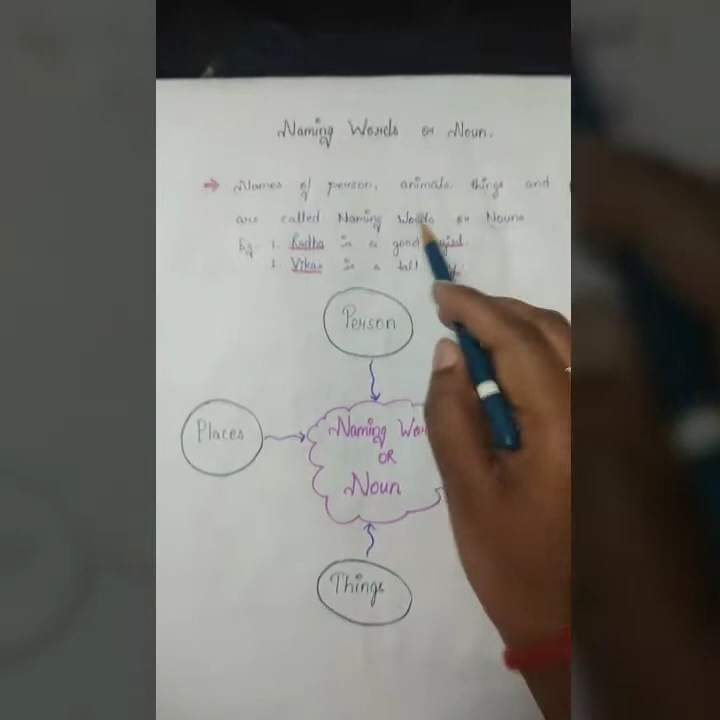 Naming Words or Noun.
Names of person, animals, things and
are called Naming Words or Nouns
Eg- 1. Radha is a good girl.
2. Vikas is a tall
Person
Places
Naming
OR
Noun
Things